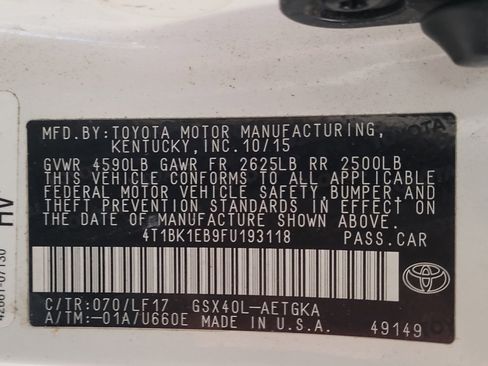 MFD.BY:TOYOTA MOTOR MANUFACTURING,
KENTUCKY,INC.10/15
GVWR 4590LB GAWR FR 2625LB RR 2500LB
THIS VEHICLE CONFORMS TO ALL APPLICABLE
FEDERAL MOTOR VEHICLE SAFETY, BUMPER,AND
THEFT PREVENTION STANDARDS IN EFFECT ON
THE DATE OF MANUFACTURE SHOWN ABOVE.
4T1BK1EB9FU193118 PASS.CAR
C/TR:070/LF17 GSX40L-AETGKA
A/TM:-01A/U660E MADE IN U.S.A. 49149
TOYOTA
HV